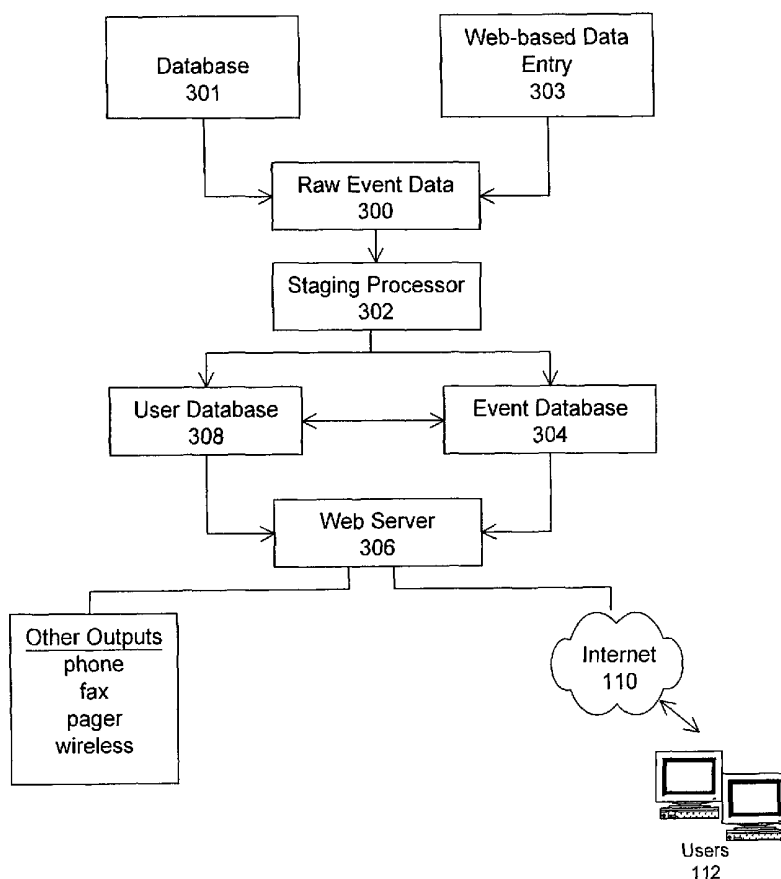 Database
301
Web-based Data
Entry
303
Raw Event Data
300
Staging Processor
302
User Database
308
Event Database
304
Web Server
306
Other Outputs
phone
fax
pager
wireless
Internet
110
Users
112